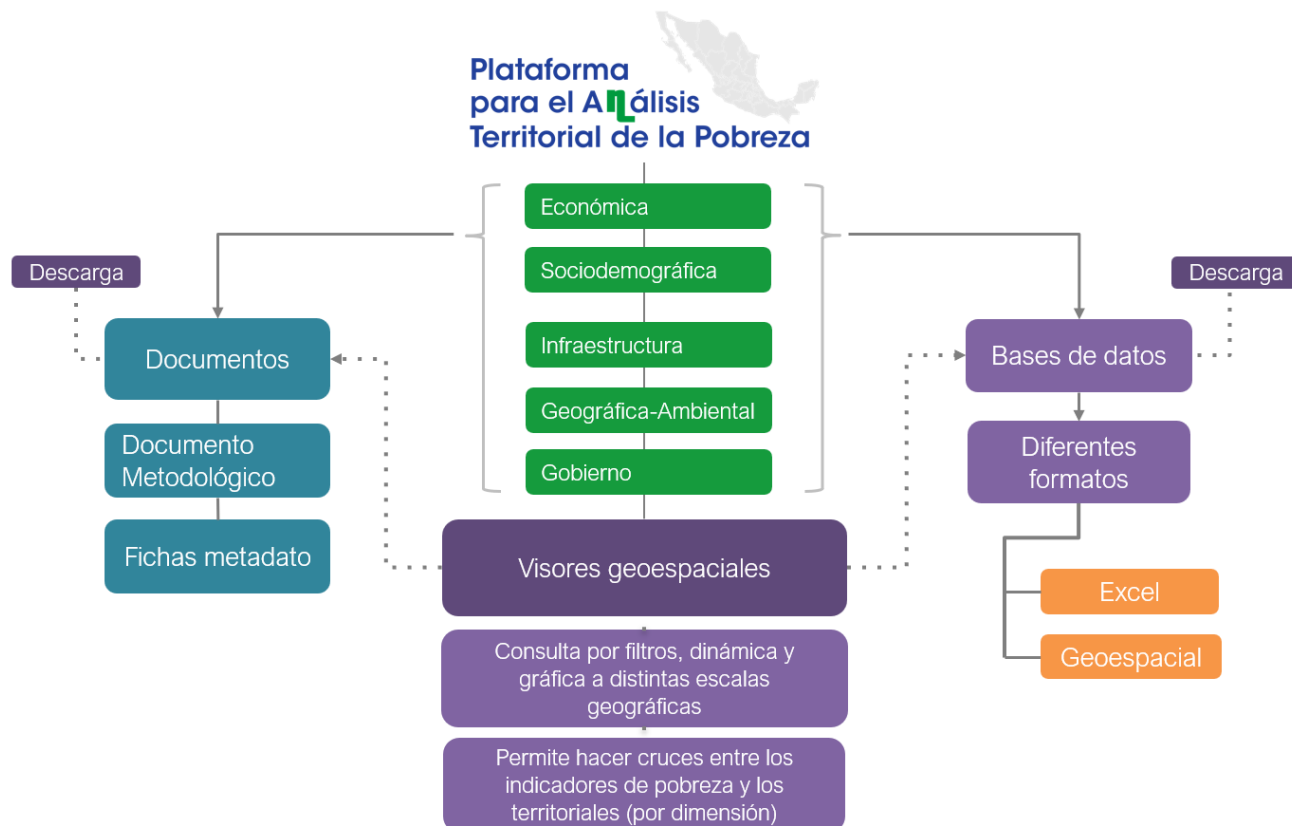 Plataforma
para el Análisis
Territorial de la Pobreza
Económica
Sociodemográfica
Infraestructura
Geográfica-Ambiental
Gobierno
Descarga
Documentos
Documento
Metodológico
Fichas metadato
Visores geoespaciales
Consulta por filtros, dinámica y
gráfica a distintas escalas
geográficas
Permite hacer cruces entre los
indicadores de pobreza y los
territoriales (por dimensión)
Descarga
Bases de datos
Diferentes
formatos
Excel
Geoespacial